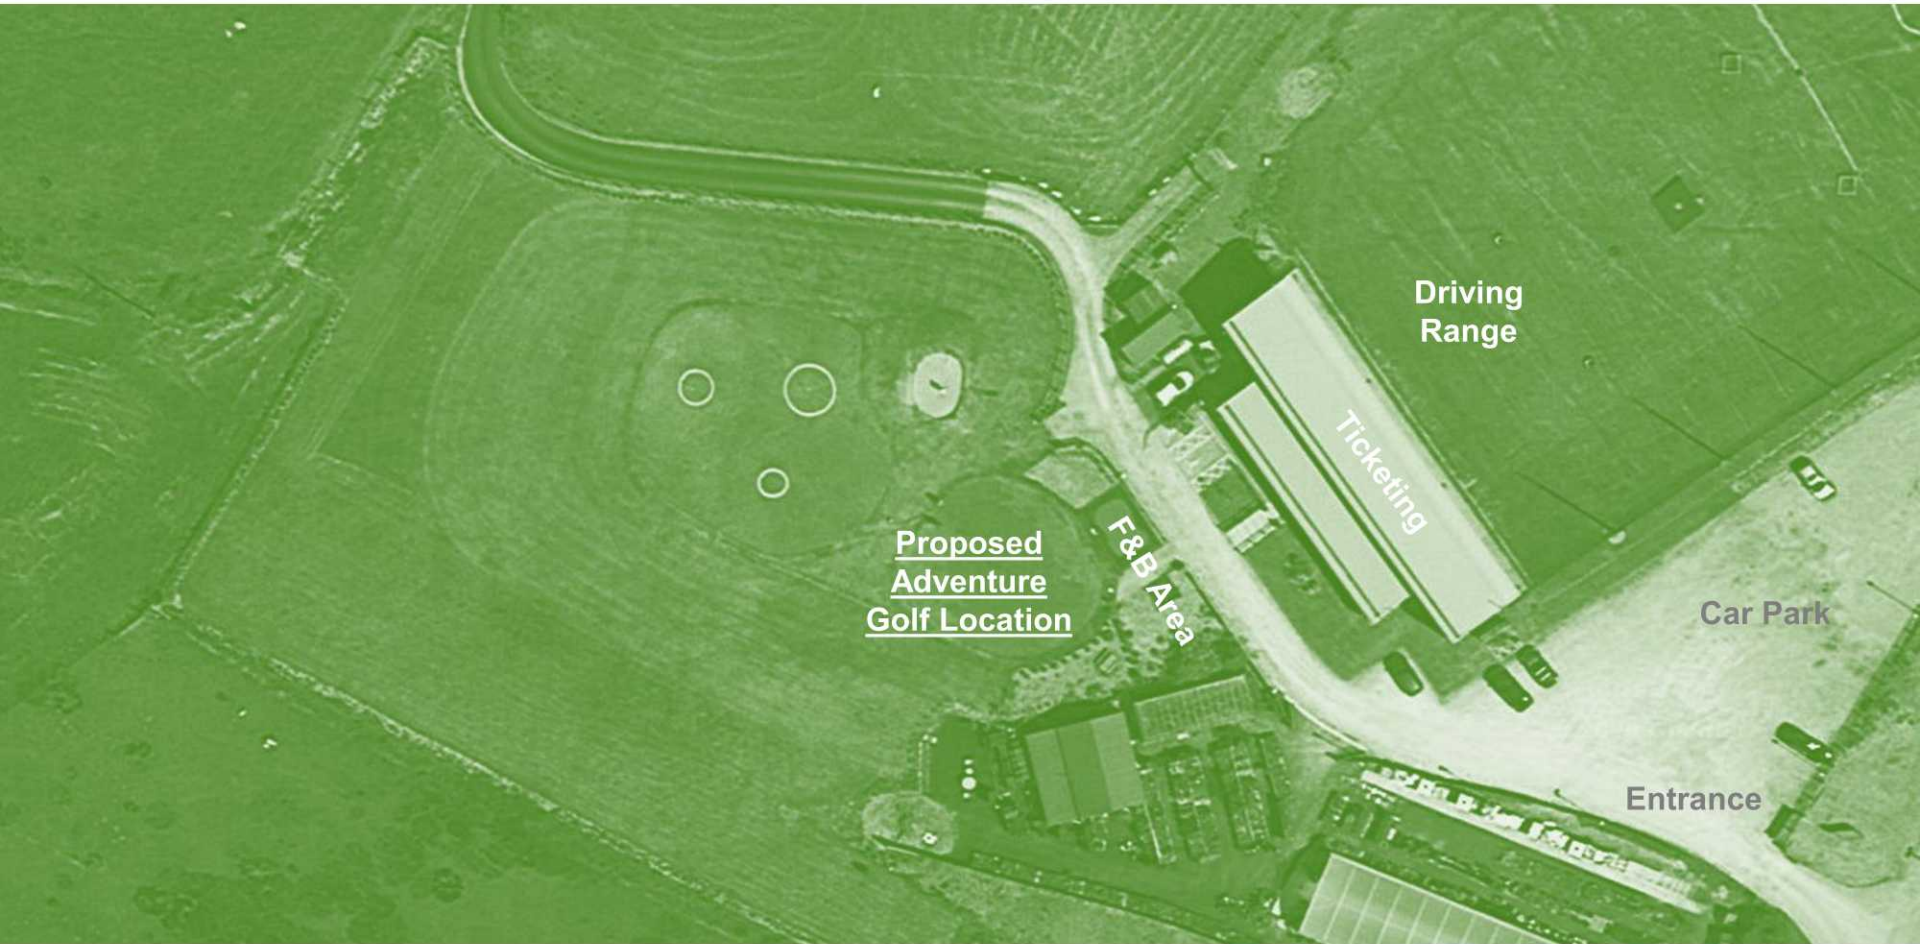 Driving
Range
Ticketing
Proposed
Adventure
Golf Location
F&B Area
Car Park
Entrance